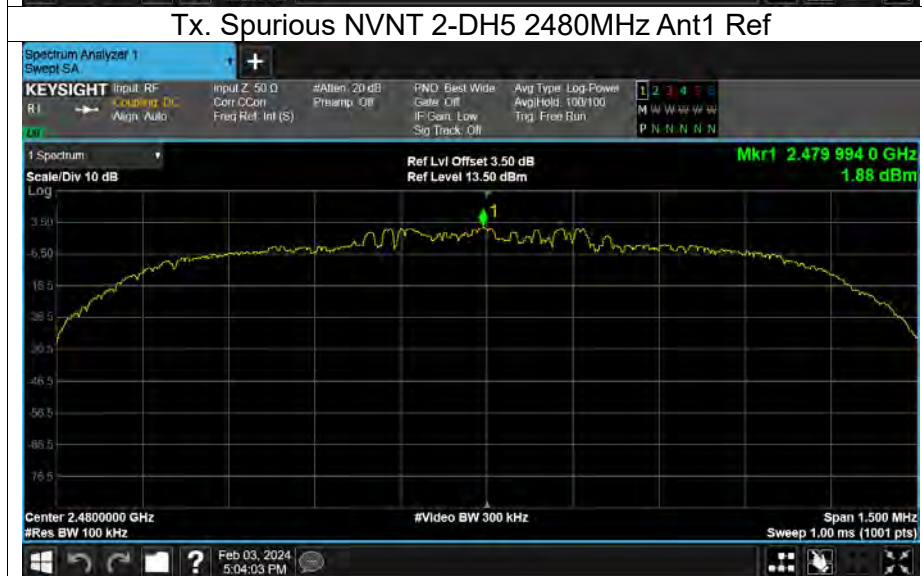 Tx. Spurious NVNT 2-DH5 2480MHz Ant1 Ref
Spectrum Analyzer 1
Swept SA
+
KEYSIGHT Input: RF
R L
Coupling: DC
Align: Auto
Input Z: 50 Ω
Corr CCorr
Freq Ref: Int (S)
#Atten: 20 dB
Preamp: Off
PNO: Best Wide
Gate: Off
IF Gain: Low
Sig Track: Off
Avg Type: Log-Power
Avg|Hold: 100/100
Trig: Free Run
1 2 3 4 5 6
M W W W W W
P N N N N N
1 Spectrum
Scale/Div 10 dB
Log
Ref Lvl Offset 3.50 dB
Ref Level 13.50 dBm
Mkr1 2.479 994 0 GHz
1.88 dBm
1
3.50
-6.50
-16.5
-26.5
-36.5
-46.5
-56.5
-66.5
-76.5
Center 2.4800000 GHz
#Res BW 100 kHz
#Video BW 300 kHz
Span 1.500 MHz
Sweep 1.00 ms (1001 pts)
?
Feb 03, 2024
5:04:03 PM